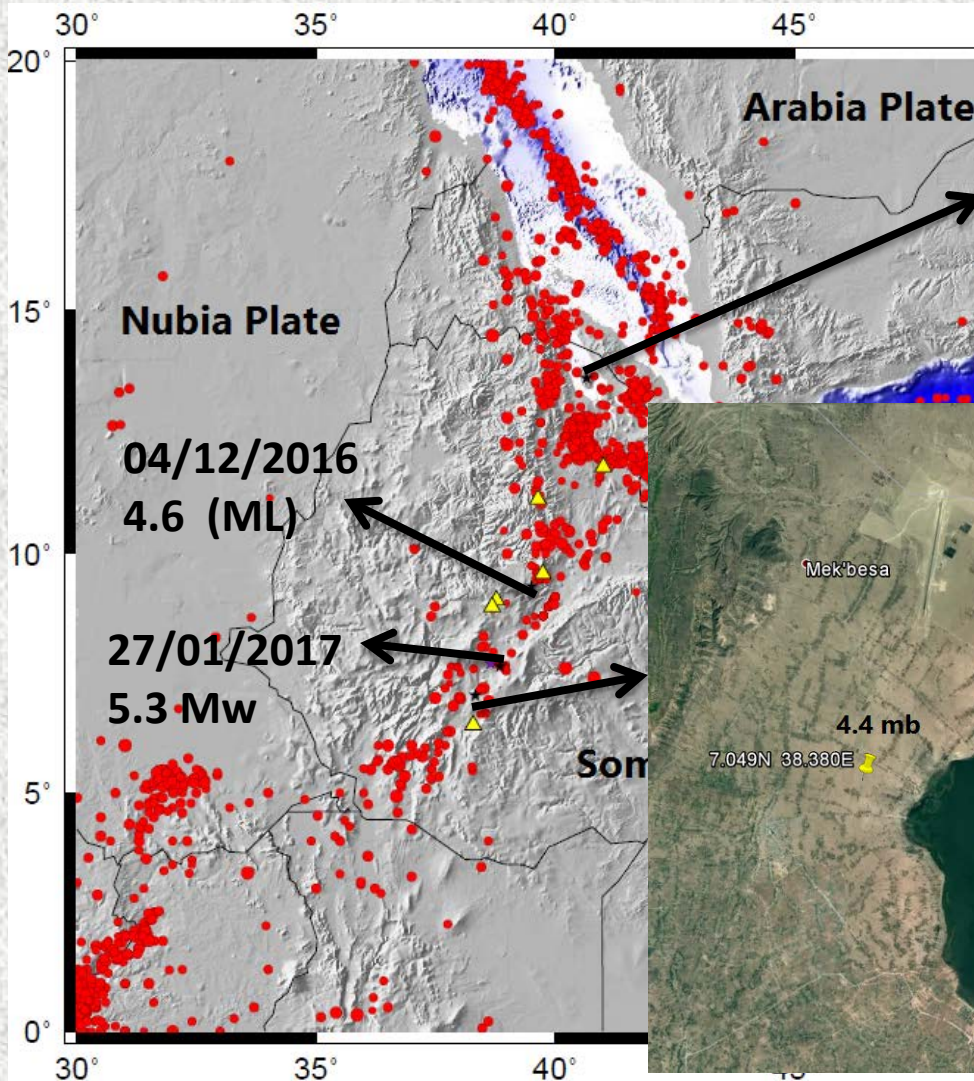 30° 35° 40° 45°
20°
Arabia Plate
15°
Nubia Plate
04/12/2016
4.6 (ML)
10°
Mek'besa
27/01/2017
5.3 Mw
4.4 mb
7.049N 38.380E
Som
5°
0°
30° 35° 40°